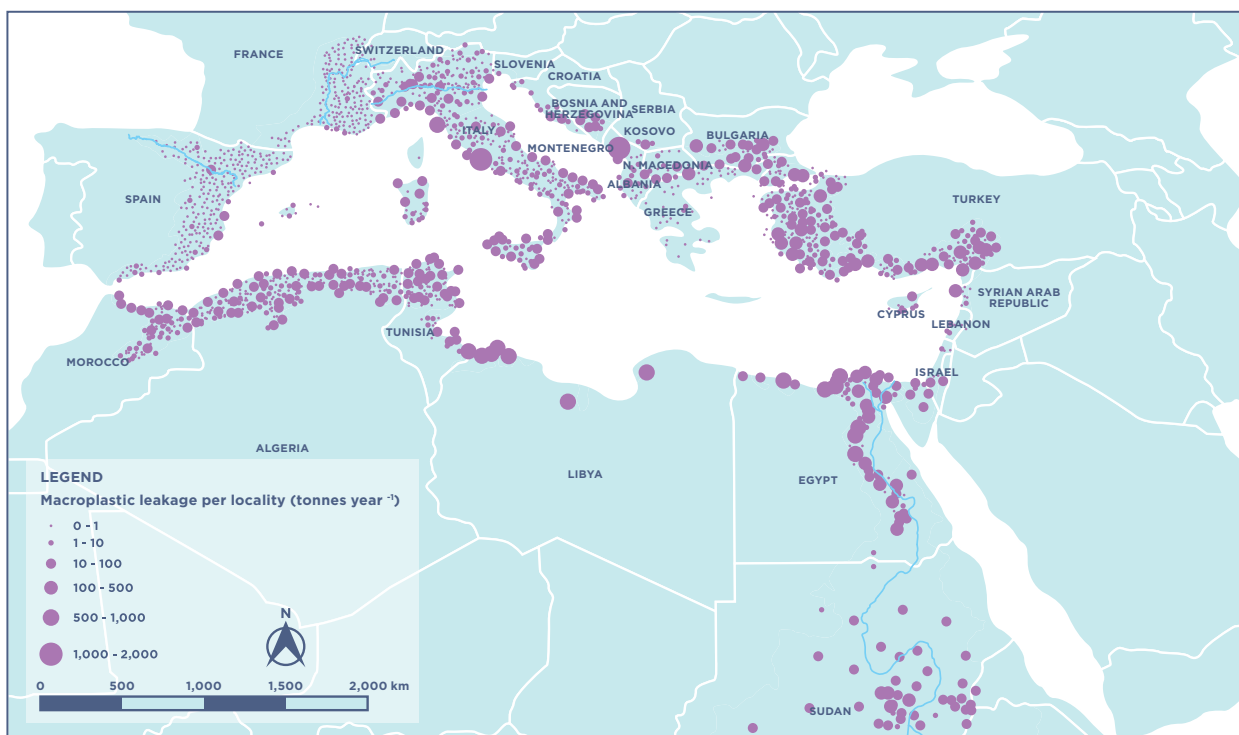 FRANCE
SWITZERLAND
SLOVENIA
CROATIA
BOSNIA AND
HERZEGOVINA
SERBIA
ITALY
KOSOVO
BULGARIA
MONTENEGRO
N. MACEDONIA
ALBANIA
SPAIN
GREECE
TURKEY
SYRIAN ARAB
REPUBLIC
CYPRUS
LEBANON
TUNISIA
MOROCCO
ISRAEL
ALGERIA
LIBYA
EGYPT
SUDAN
LEGEND
Macroplastic leakage per locality (tonnes year -1)
0 - 1
1 - 10
10 - 100
100 - 500
500 - 1,000
1,000 - 2,000
N
0 500 1,000 1,500 2,000 km